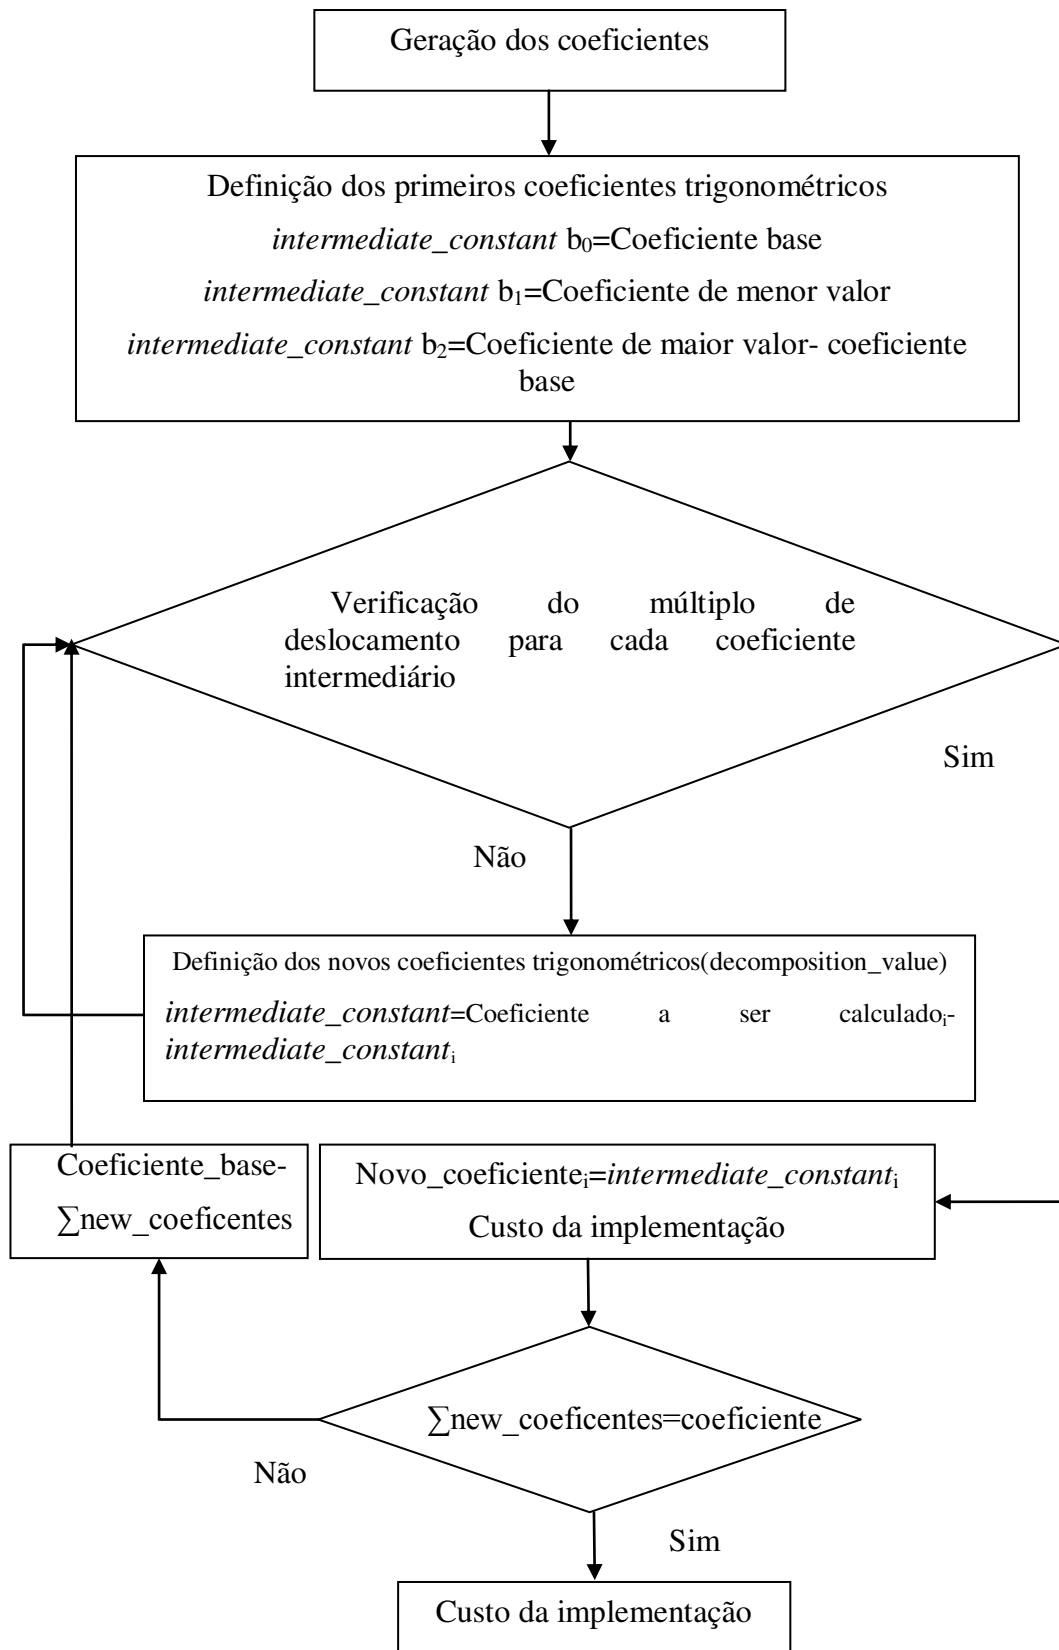 Geração dos coeficientes
Definição dos primeiros coeficientes trigonométricos
intermediate_constant b₀=Coeficiente base
intermediate_constant b₁=Coeficiente de menor valor
intermediate_constant b₂=Coeficiente de maior valor- coeficiente
base
Verificação do múltiplo de
deslocamento para cada coeficiente
intermediário
Sim
Não
Definição dos novos coeficientes trigonométricos(decomposition_value)
intermediate_constant=Coeficiente a ser calculadoᵢ-
intermediate_constantᵢ
Coeficiente_base-
∑new_coeficentes
Novo_coeficienteᵢ=intermediate_constantᵢ
Custo da implementação
∑new_coeficentes=coeficiente
Não
Sim
Custo da implementação